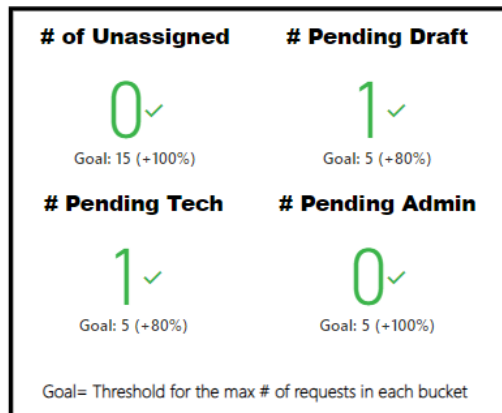 # of Unassigned
# Pending Draft
0
1
Goal: 15 (+100%)
Goal: 5 (+80%)
# Pending Tech
# Pending Admin
1
0
Goal: 5 (+80%)
Goal: 5 (+100%)
Goal= Threshold for the max # of requests in each bucket